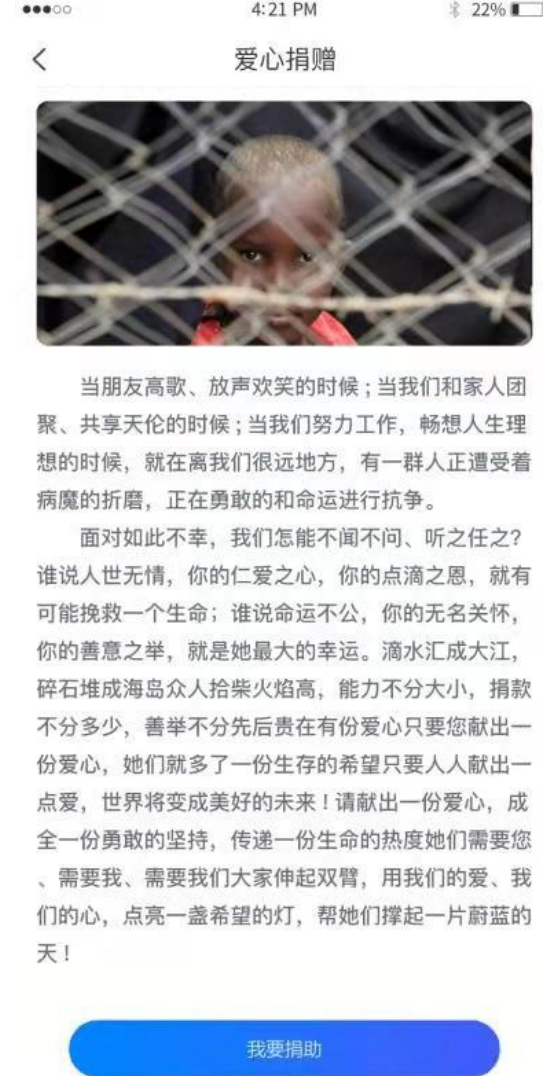 4:21 PM
22%
爱心捐赠
当朋友高歌、放声欢笑的时候;当我们和家人团
聚、共享天伦的时候;当我们努力工作，畅想人生理
想的时候，就在离我们很远地方，有一群人正遭受着
病魔的折磨，正在勇敢的和命运进行抗争。
面对如此不幸，我们怎能不闻不问、听之任之?
谁说人世无情，你的仁爱之心，你的点滴之恩，就有
可能挽救一个生命；谁说命运不公，你的无名关怀，
你的善意之举，就是她最大的幸运。滴水汇成大江，
碎石堆成海岛众人拾柴火焰高，能力不分大小，捐款
不分多少，善举不分先后贵在有份爱心只要您献出一
份爱心，她们就多了一份生存的希望只要人人献出一
点爱，世界将变成美好的未来!请献出一份爱心，成
全一份勇敢的坚持，传递一份生命的热度她们需要您
、需要我、需要我们大家伸起双臂，用我们的爱、我
们的心，点亮一盏希望的灯，帮她们撑起一片蔚蓝的
天!
我要捐助